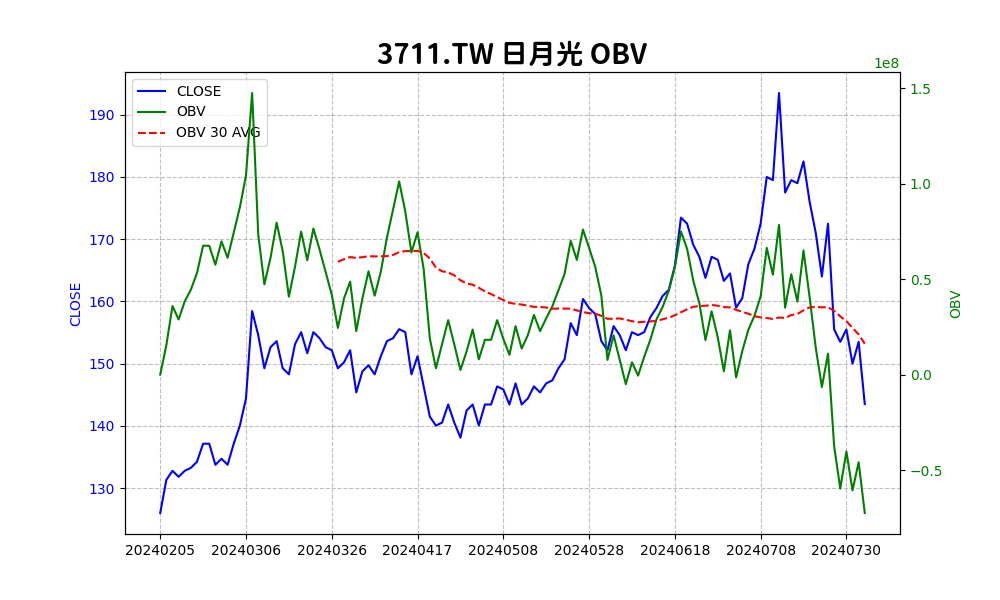 3711.TW 日月光 OBV
1e8
CLOSE
OBV
OBV 30 AVG
190
180
170
160
150
140
130
CLOSE
1.5
1.0
0.5
0.0
−0.5
OBV
20240205 20240306 20240326 20240417 20240508 20240528 20240618 20240708 20240730